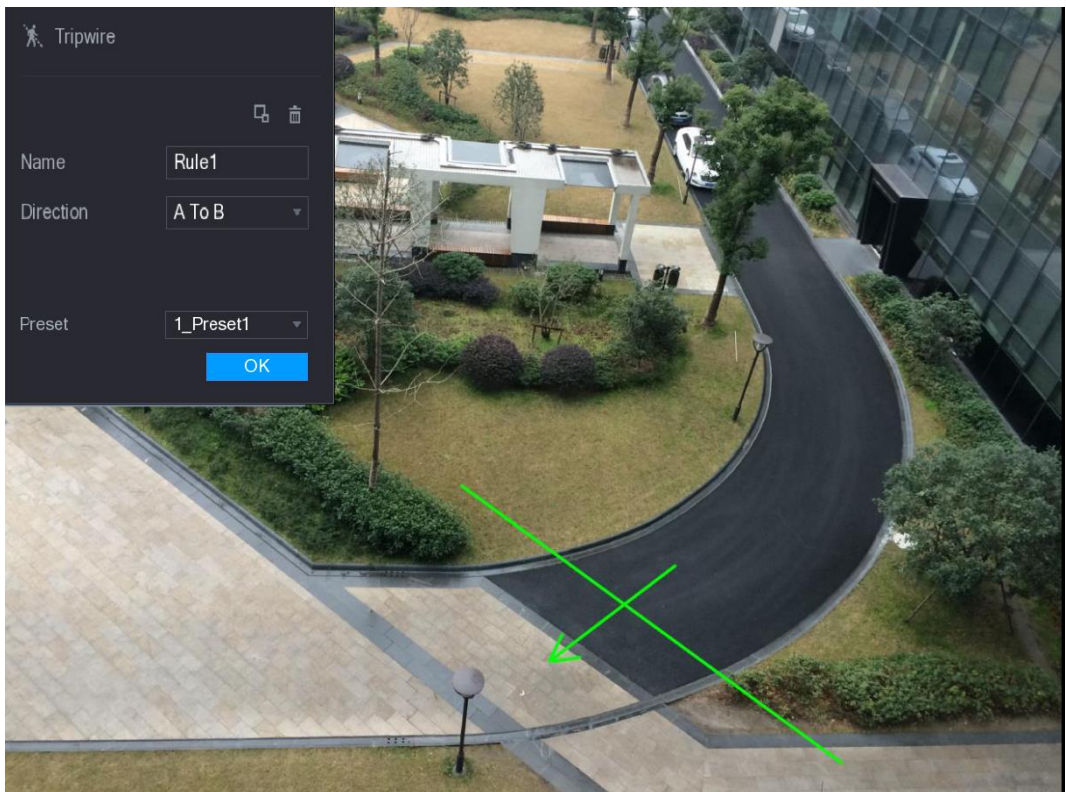 Tripwire
Name Rule1
Direction A To B
Preset 1_Preset1
OK